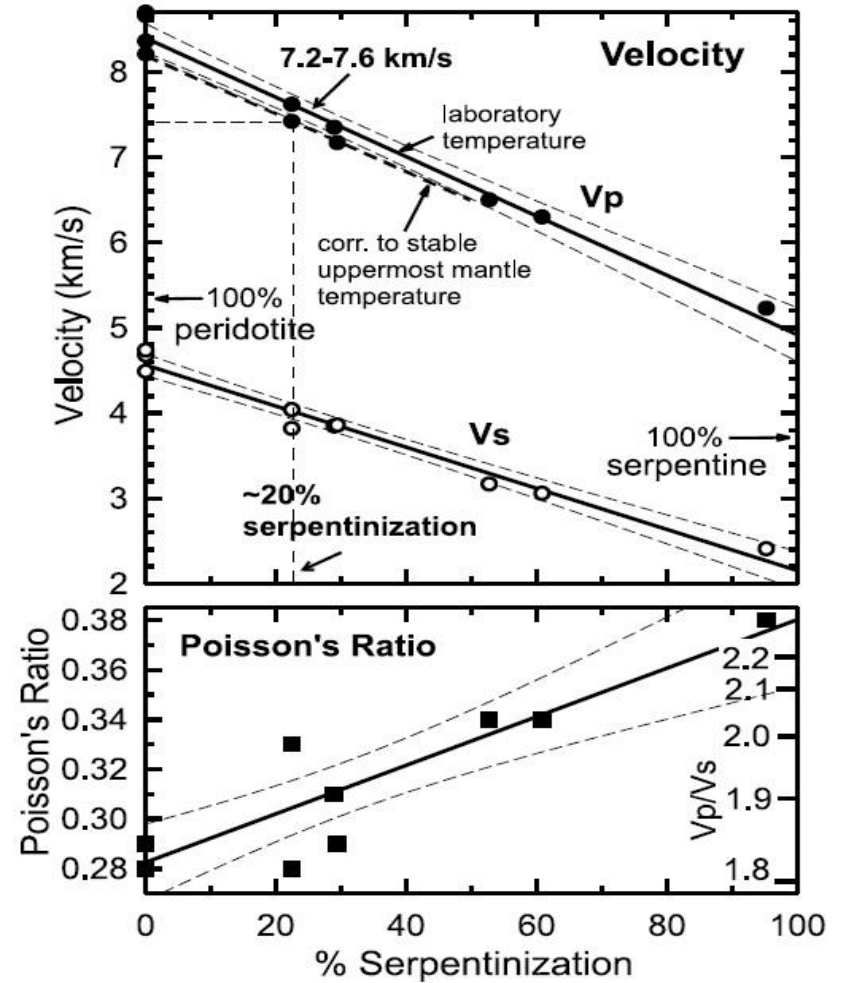 Velocity
7.2-7.6 km/s
laboratory
temperature
Vp
corr. to stable
uppermost mantle
temperature
100%
peridotite
Vs
100%
serpentine
~20%
serpentinization
8
7
6
5
4
3
2
Velocity (km/s)
Poisson's Ratio
0.38
0.36
0.34
0.32
0.30
0.28
Poisson's Ratio
2.2
2.1
2.0
1.9
1.8
Vp/Vs
0 20 40 60 80 100
% Serpentinization